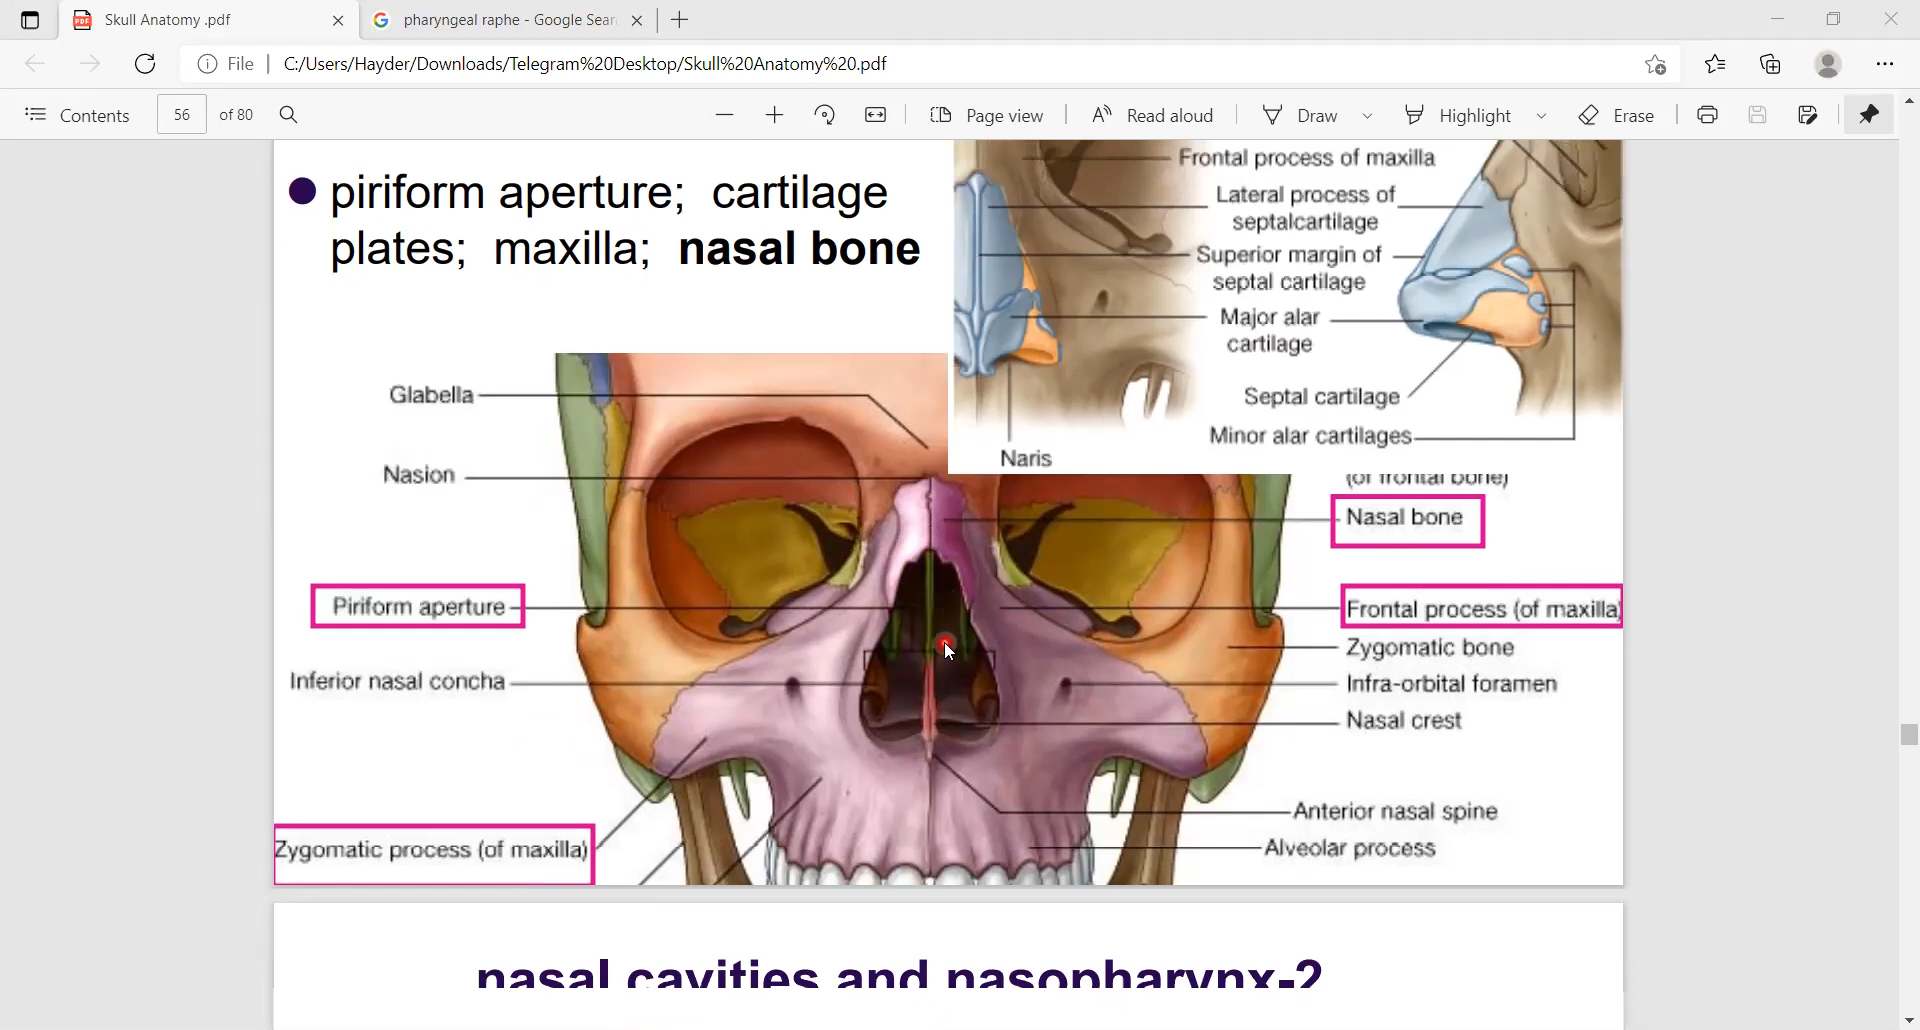 Skull Anatomy .pdf
pharyngeal raphe - Google Sear
File
C:/Users/Hayder/Downloads/Telegram%20Desktop/Skull%20Anatomy%20.pdf
Contents
56
of 80
Page view
Read aloud
Draw
Highlight
Erase
piriform aperture; cartilage
plates; maxilla; nasal bone
Frontal process of maxilla
Lateral process of
septalcartilage
Superior margin of
septal cartilage
Major alar
cartilage
Septal cartilage
Minor alar cartilages
Naris
Glabella
Nasion
(of frontal bone)
Nasal bone
Piriform aperture
Frontal process (of maxilla)
Zygomatic bone
Inferior nasal concha
Infra-orbital foramen
Nasal crest
Anterior nasal spine
Zygomatic process (of maxilla)
Alveolar process
nasal cavities and nasopharynx-2